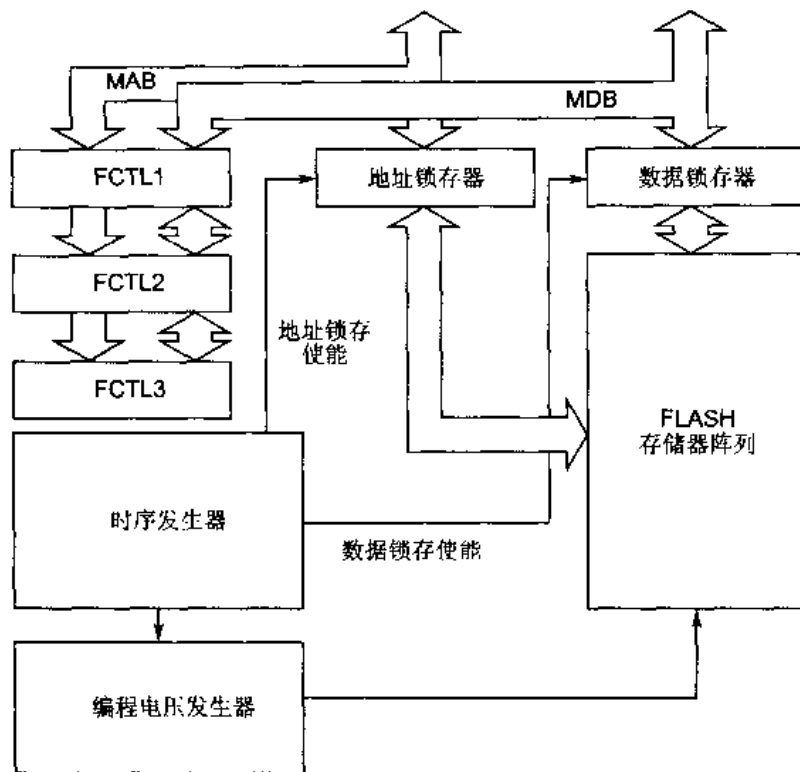 MAB
MDB
FCTL1
地址锁存器
数据锁存器
FCTL2
地址锁存
使能
FCTL3
FLASH
存储器阵列
时序发生器
数据锁存使能
编程电压发生器